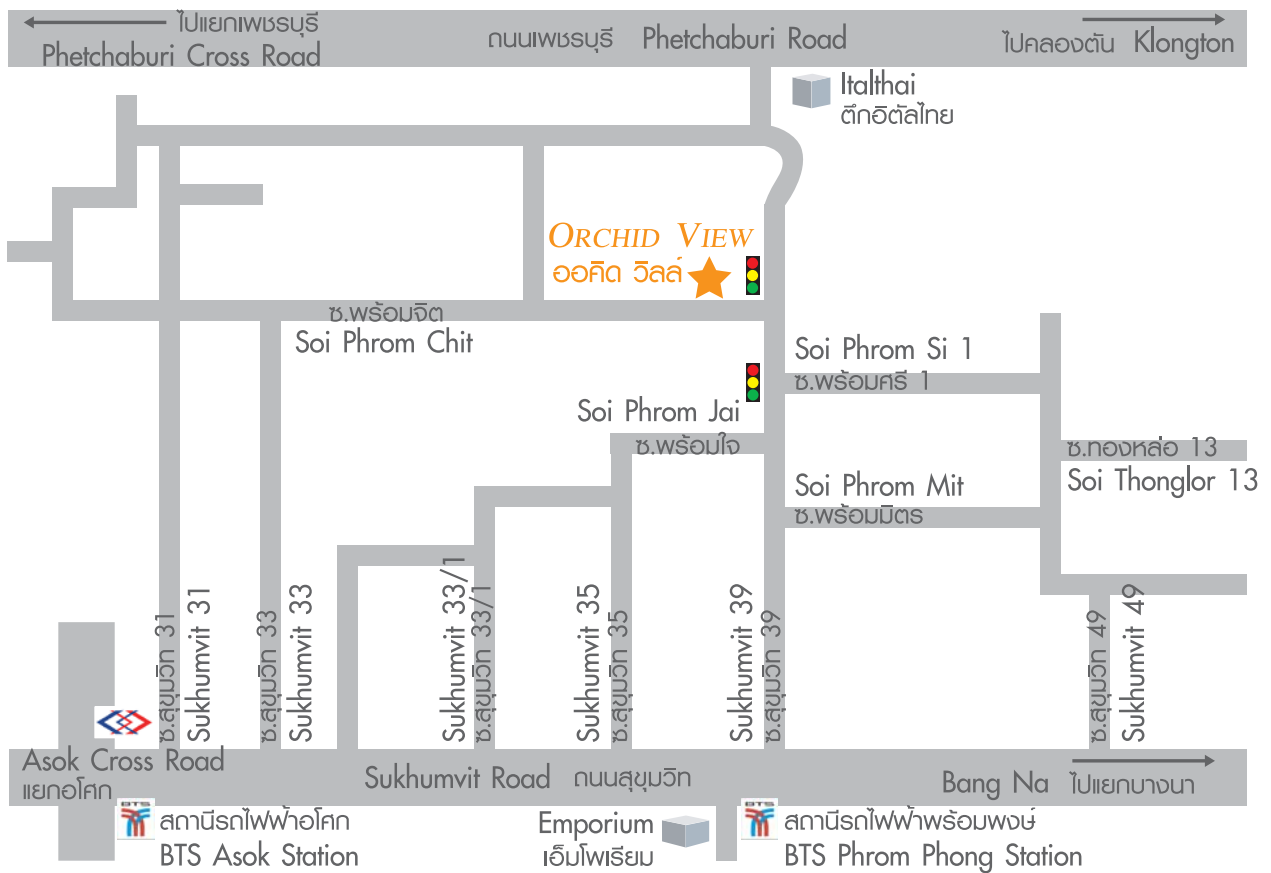 ไปแยกเพชรบุรี
Phetchaburi Cross Road
ถนนเพชรบุรี Phetchaburi Road
ไปคลองตัน Klongton
Italthai
ตึกอิตัลไทย
ORCHID VIEW
ออคิด วิลล์
ซ.พร้อมจิต
Soi Phrom Chit
Soi Phrom Si 1
ซ.พร้อมศรี 1
Soi Phrom Jai
ซ.พร้อมใจ
ซ.ทองหล่อ 13
Soi Thonglor 13
Soi Phrom Mit
ซ.พร้อมมิตร
ซ.สุขุมวิท 31
Sukhumvit 31
ซ.สุขุมวิท 33
Sukhumvit 33
Sukhumvit 33/1
ซ.สุขุมวิท 33/1
Sukhumvit 35
ซ.สุขุมวิท 35
Sukhumvit 39
ซ.สุขุมวิท 39
ซ.สุขุมวิท 49
Sukhumvit 49
Asok Cross Road
แยกอโศก
Sukhumvit Road ถนนสุขุมวิท
Bang Na ไปแยกบางนา
BTS
สถานีรถไฟฟ้าอโศก
BTS Asok Station
Emporium
เอ็มโพเรียม
BTS
สถานีรถไฟฟ้าพร้อมพงษ์
BTS Phrom Phong Station